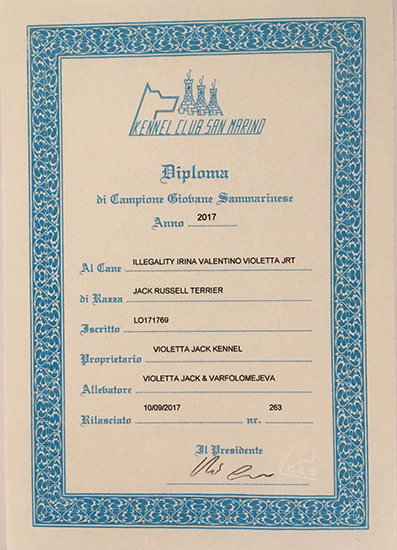 KENNEL CLUB SAN MARINO
Diploma
di Campione Giovane Sammarinese
Anno 2017
Al Cane ILLEGALITY IRINA VALENTINO VIOLETTA JRT
di Razza JACK RUSSELL TERRIER
Iscritto LO171769
Proprietario VIOLETTA JACK KENNEL
Allevatore VIOLETTA JACK & VARFOLOMEJEVA
Rilasciato 10/09/2017 nr. 263
Il Presidente